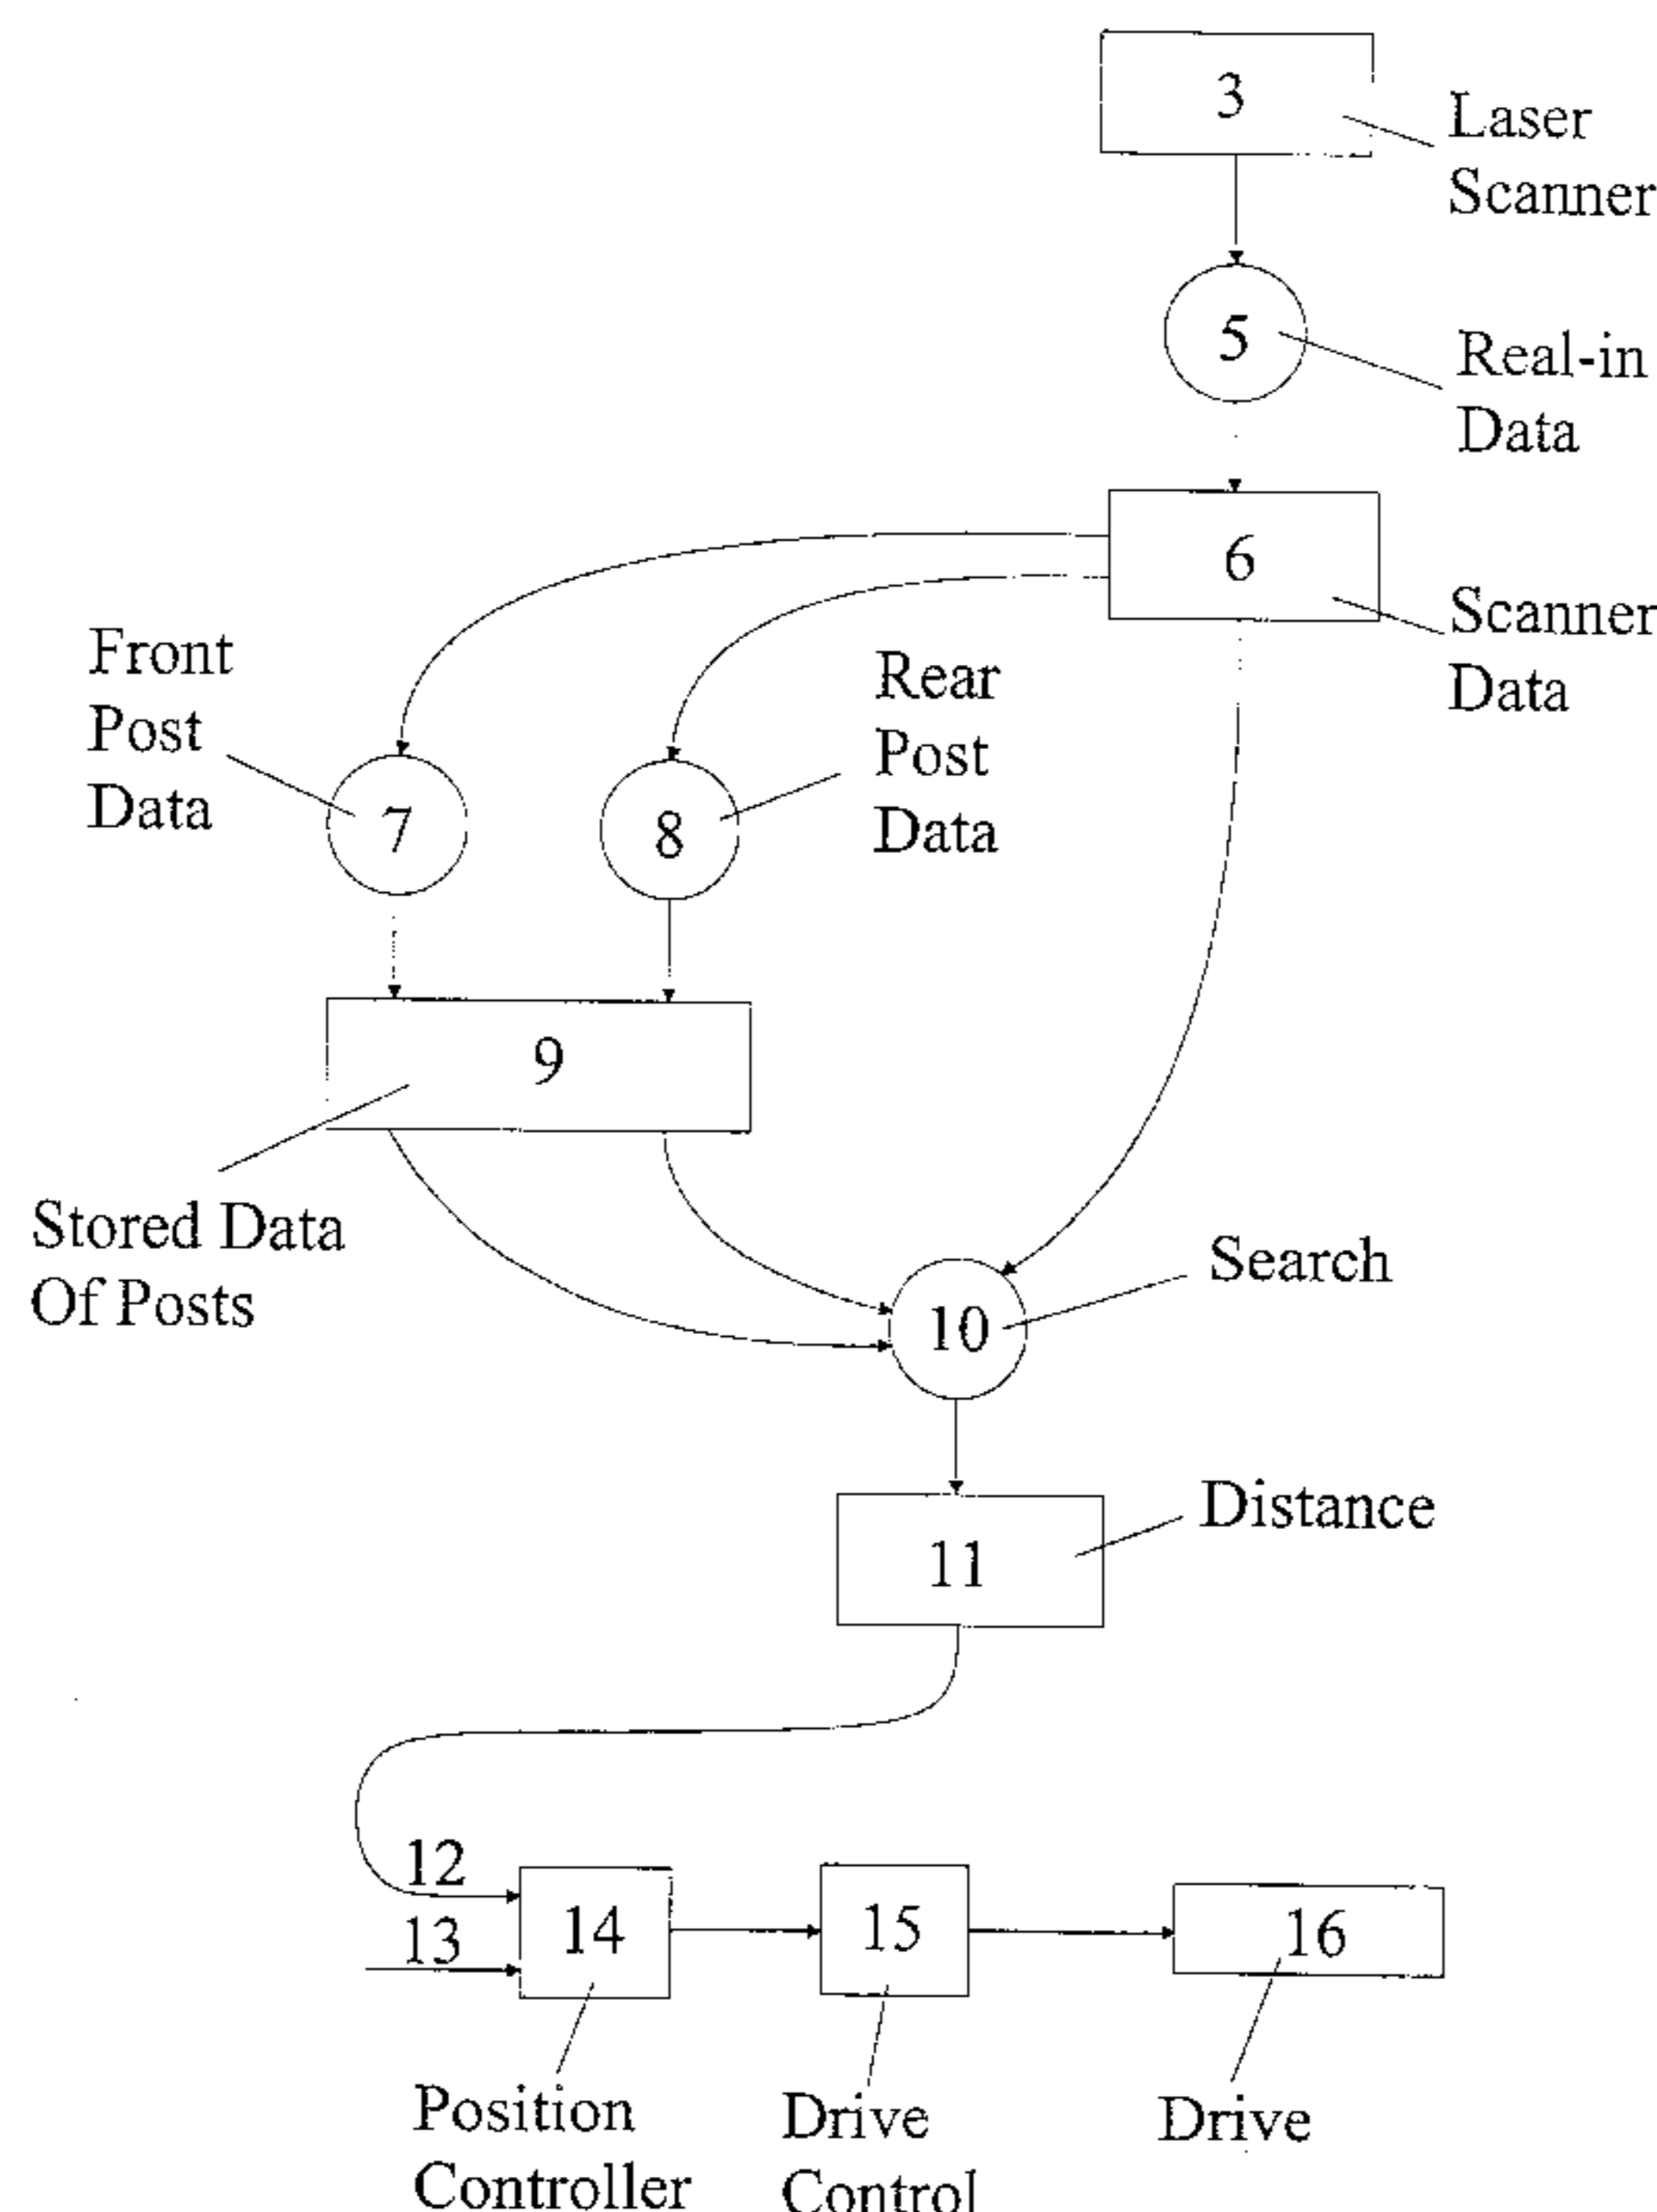 3
Laser
Scanner
5
Real-in
Data
6
Scanner
Data
Front
Post
Data
7
Rear
Post
Data
8
9
Stored Data
Of Posts
Search
10
Distance
11
12
13
14
15
16
Position
Controller
Drive
Control
Drive